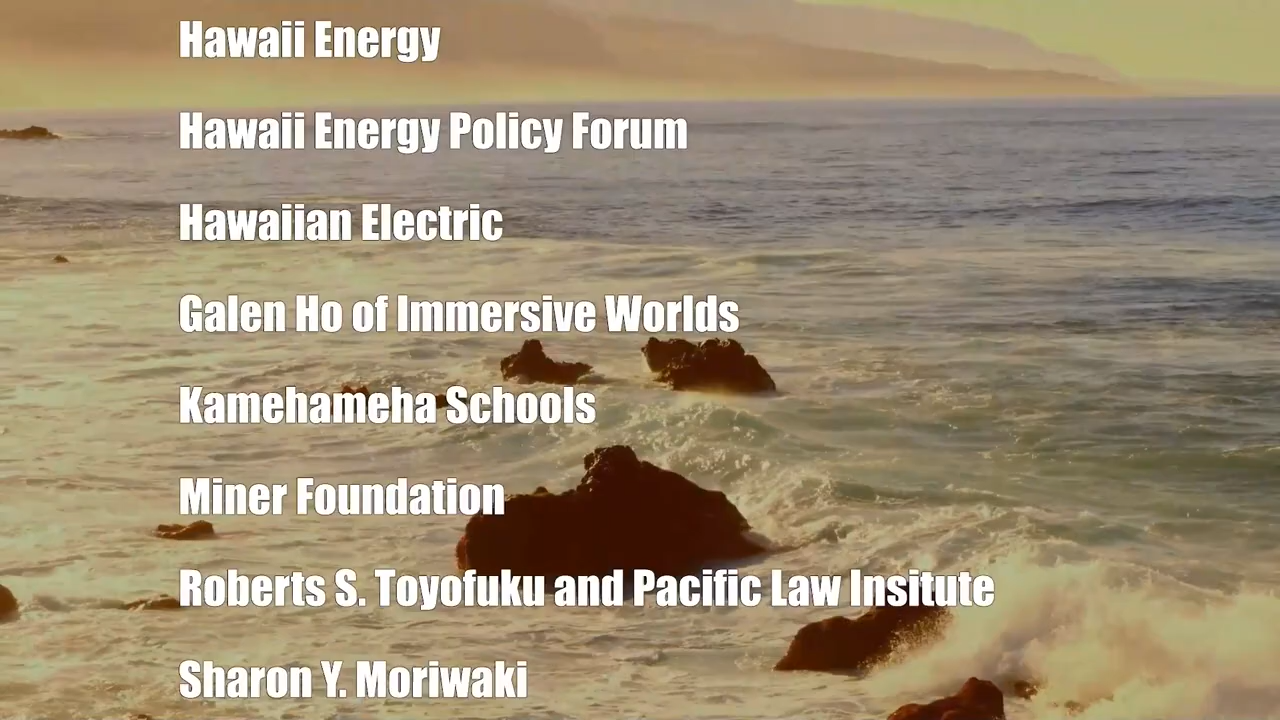 Hawaii Energy
Hawaii Energy Policy Forum
Hawaiian Electric
Galen Ho of Immersive Worlds
Kamehameha Schools
Miner Foundation
Roberts S. Toyofuku and Pacific Law Insitute
Sharon Y. Moriwaki